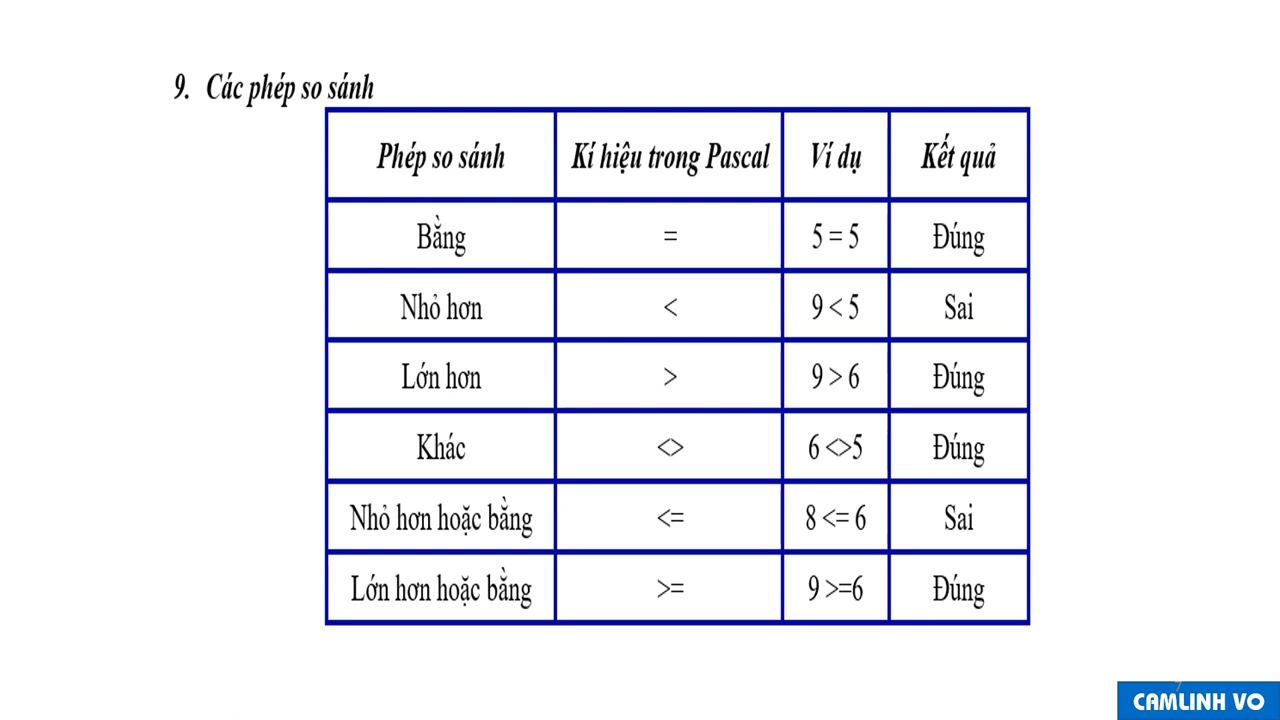 9. Các phép so sánh
Phép so sánh Kí hiệu trong Pascal Ví dụ Kết quả
Bằng = 5 = 5 Đúng
Nhỏ hơn < 9 < 5 Sai
Lớn hơn > 9 > 6 Đúng
Khác <> 6 <>5 Đúng
Nhỏ hơn hoặc bằng <= 8 <= 6 Sai
Lớn hơn hoặc bằng >= 9 >=6 Đúng
7
CAMLINH VO